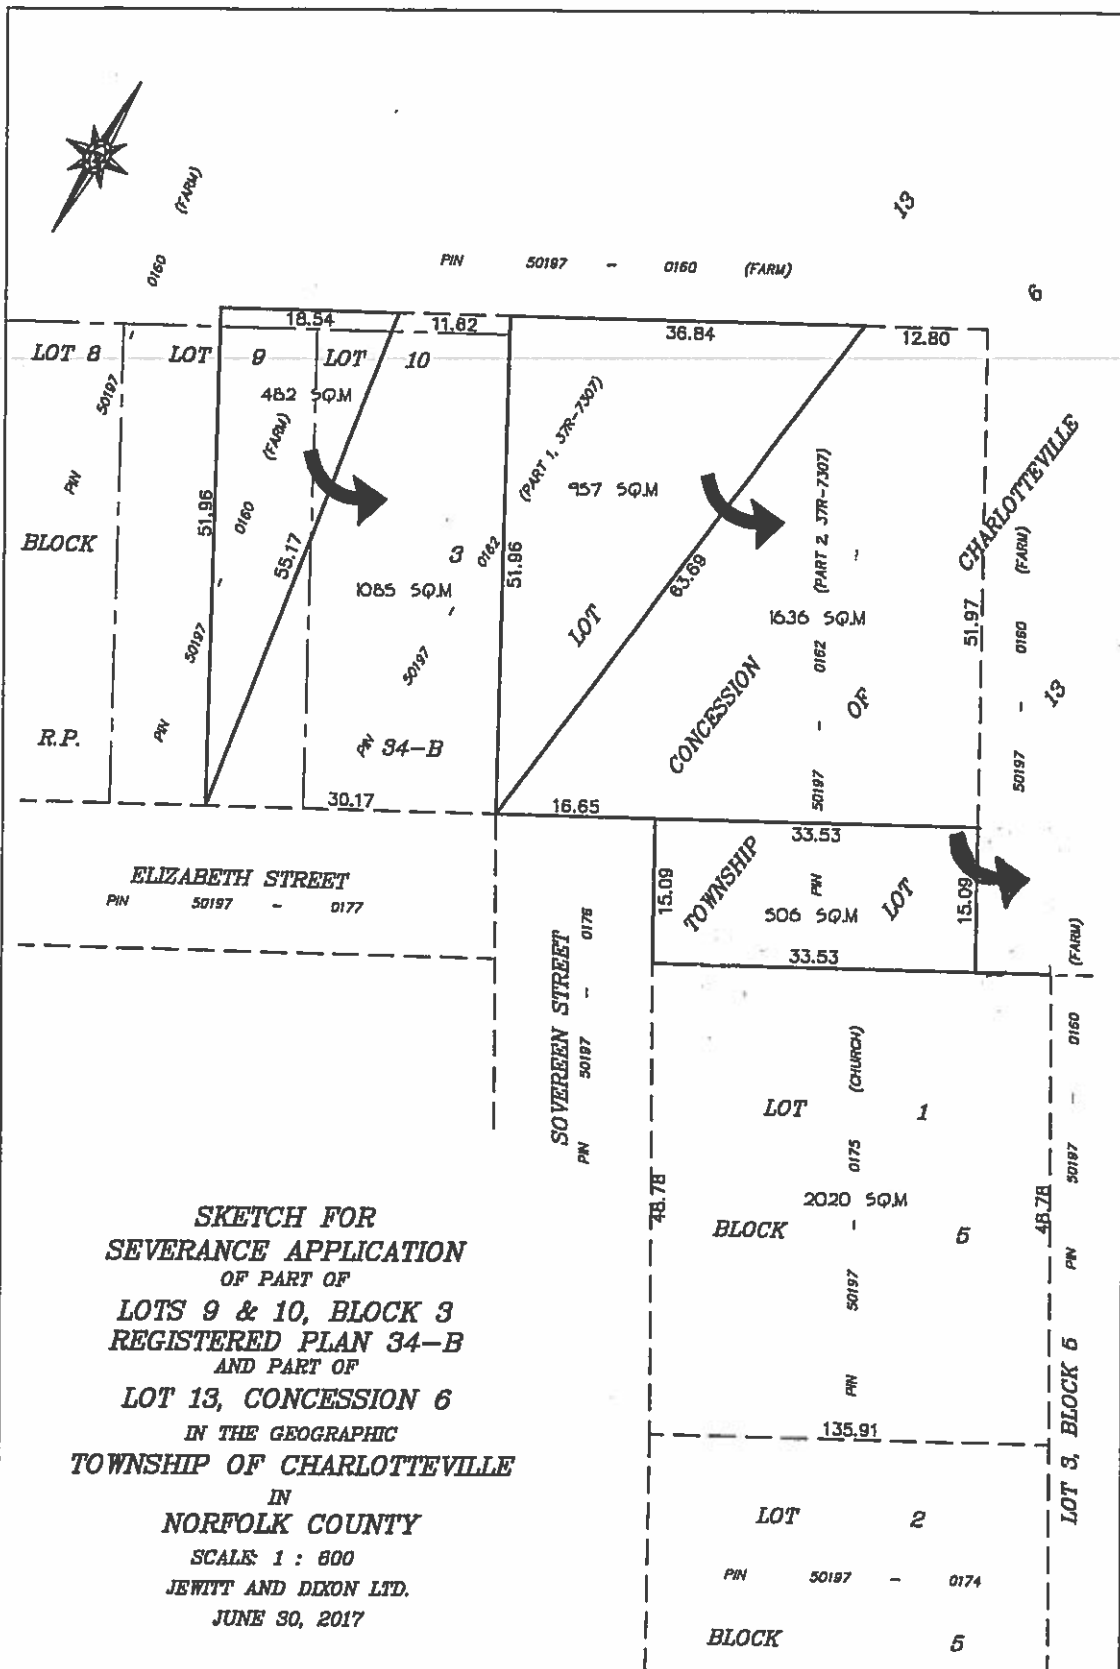 13
(FARM)
0160
PIN 50197 - 0160 (FARM)
6
18.54
11.62
36.84
12.80
LOT 8
LOT 9
LOT 10
482 SQ.M
50197
(FARM)
PIN
BLOCK
51.96
0160
55.17
3
0162
51.96
1085 SQ.M
(PART 1, 37R-7307)
957 SQ.M
LOT
63.69
(PART 2, 37R-7307)
1636 SQ.M
CHARLOTTEVILLE
(FARM)
51.97
0160
-
50197
13
0162
-
50197
OF
CONCESSION
50197
50197
R.P.
PIN
PIN
34-B
30.17
16.65
33.53
ELIZABETH STREET
PIN 50197 - 0177
15.09
TOWNSHIP
PIN
506 SQ.M
LOT
15.09
33.53
SOVEREEN STREET
PIN 50197 - 0176
(FARM)
0160
-
50197
PIN
LOT 1
(CHURCH)
0175
-
50197
PIN
2020 SQ.M
BLOCK 5
48.78
48.78
135.91
LOT 3, BLOCK 5
LOT 2
PIN 50197 - 0174
BLOCK 5
SKETCH FOR
SEVERANCE APPLICATION
OF PART OF
LOTS 9 & 10, BLOCK 3
REGISTERED PLAN 34-B
AND PART OF
LOT 13, CONCESSION 6
IN THE GEOGRAPHIC
TOWNSHIP OF CHARLOTTEVILLE
IN
NORFOLK COUNTY
SCALE: 1 : 600
JEWITT AND DIXON LTD.
JUNE 30, 2017